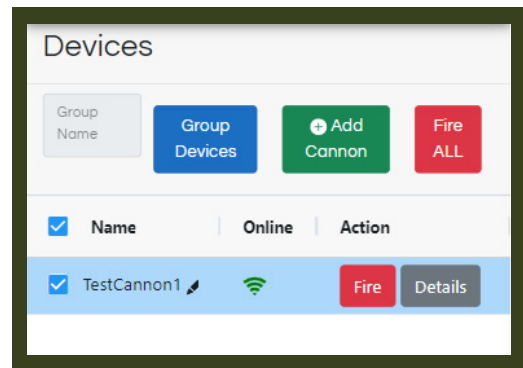 Devices
Group
Name
Group
Devices
Add
Cannon
Fire
ALL
Name Online Action
TestCannon1 Fire Details